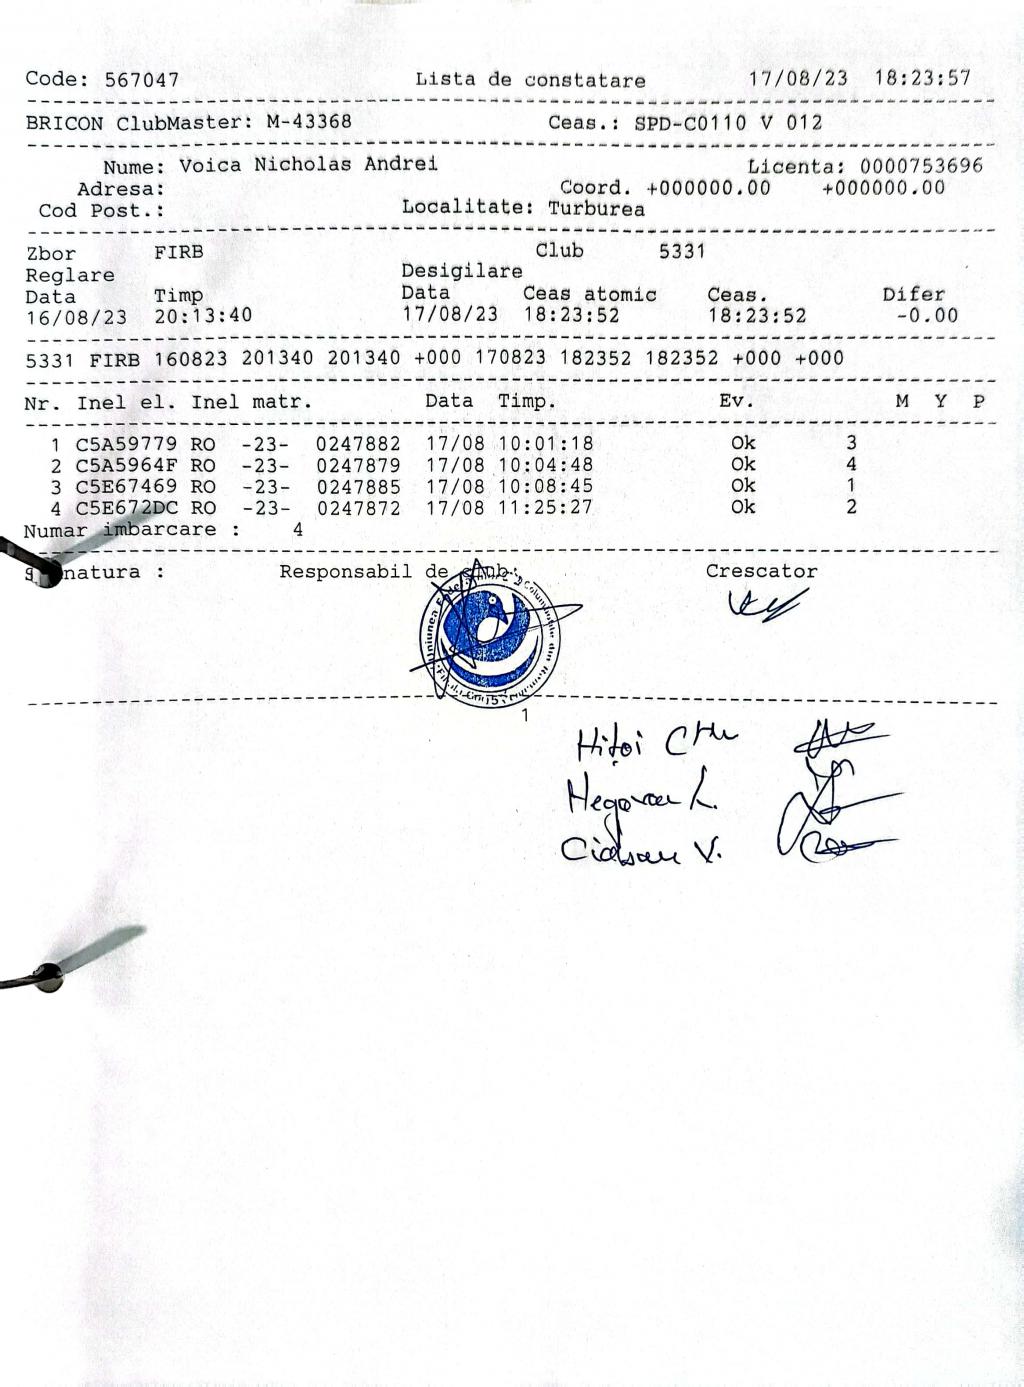 Code: 567047 Lista de constatare 17/08/23 18:23:57
BRICON ClubMaster: M-43368 Ceas.: SPD-C0110 V 012
Nume: Voica Nicholas Andrei Licenta: 0000753696
Adresa: Coord. +000000.00 +000000.00
Cod Post.: Localitate: Turburea
Zbor FIRB Club 5331
Reglare Desigilare
Data Timp Data Ceas atomic Ceas. Difer
16/08/23 20:13:40 17/08/23 18:23:52 18:23:52 -0.00
5331 FIRB 160823 201340 201340 +000 170823 182352 182352 +000 +000
Nr. Inel el. Inel matr. Data Timp. Ev. M Y P
1 C5A59779 RO -23- 0247882 17/08 10:01:18 Ok 3
2 C5A5964F RO -23- 0247879 17/08 10:04:48 Ok 4
3 C5E67469 RO -23- 0247885 17/08 10:08:45 Ok 1
4 C5E672DC RO -23- 0247872 17/08 11:25:27 Ok 2
Numar imbarcare : 4
natura : Responsabil de Crescator
Uniunea
1
Hițoi
L.
V.